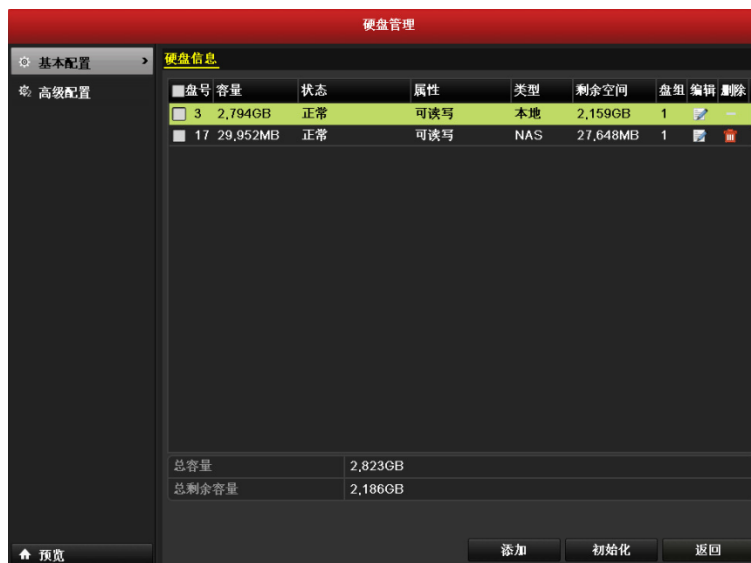 硬盘管理
基本配置
高级配置
硬盘信息
盘号 容量 状态 属性 类型 剩余空间 盘组 编辑 删除
3 2,794GB 正常 可读写 本地 2,159GB 1
17 29,952MB 正常 可读写 NAS 27,648MB 1
总容量 2,823GB
总剩余容量 2,186GB
预览
添加 初始化 返回